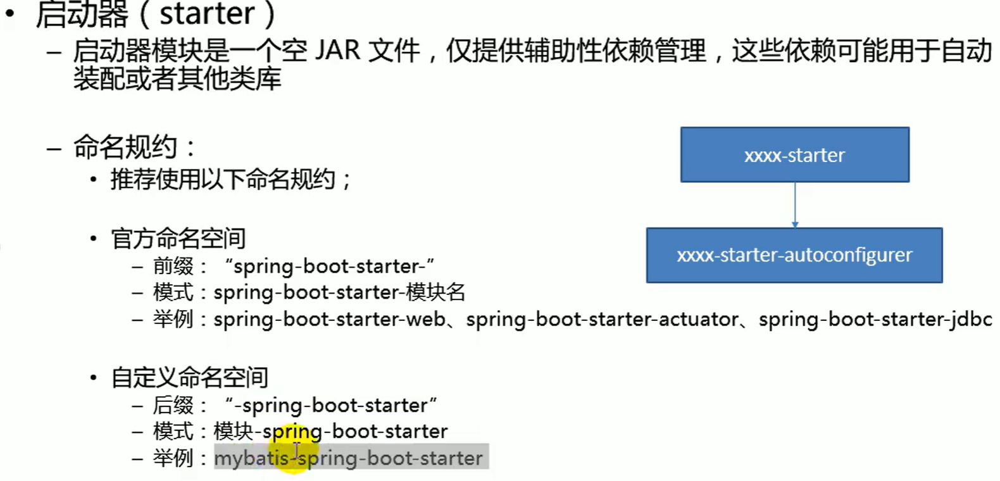 • 启动器（starter）
– 启动器模块是一个空 JAR 文件，仅提供辅助性依赖管理，这些依赖可能用于自动
装配或者其他类库
– 命名规约：
• 推荐使用以下命名规约；
• 官方命名空间
– 前缀：“spring-boot-starter-”
– 模式：spring-boot-starter-模块名
– 举例：spring-boot-starter-web、spring-boot-starter-actuator、spring-boot-starter-jdbc
• 自定义命名空间
– 后缀：“-spring-boot-starter”
– 模式：模块-spring-boot-starter
– 举例：mybatis-spring-boot-starter
xxxx-starter
xxxx-starter-autoconfigurer